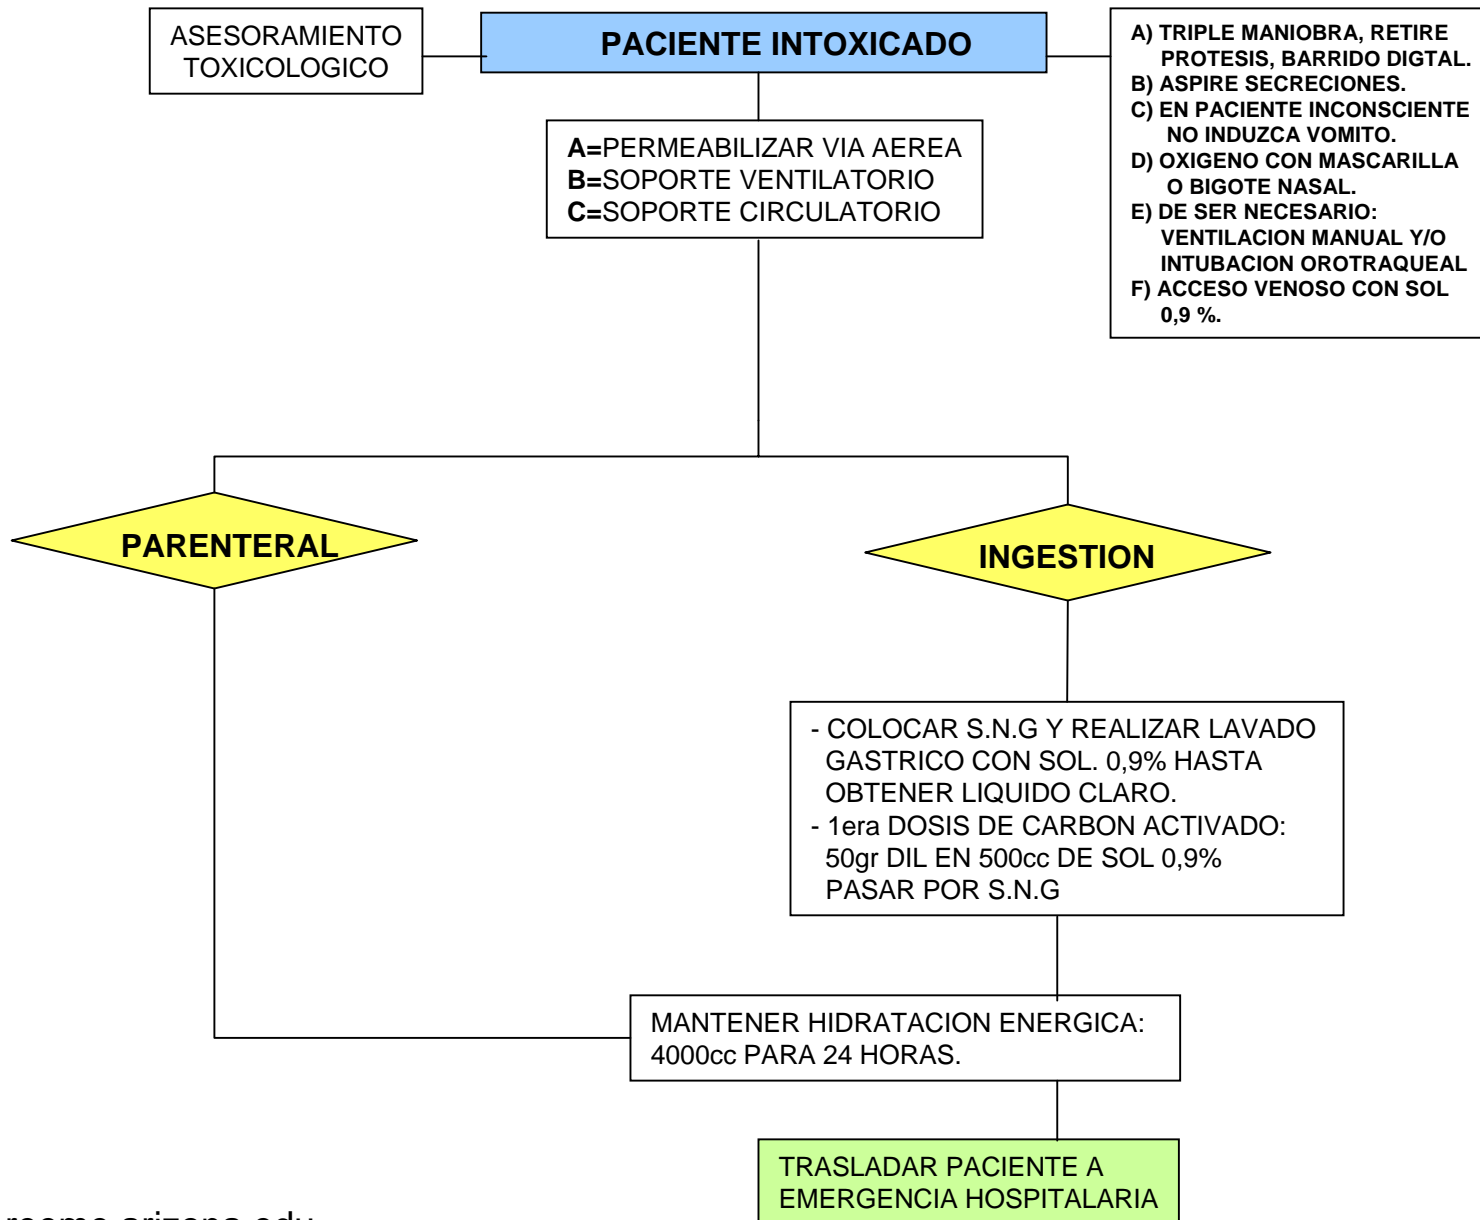 ASESORAMIENTO
TOXICOLOGICO
PACIENTE INTOXICADO
A) TRIPLE MANIOBRA, RETIRE
PROTESIS, BARRIDO DIGTAL.
B) ASPIRE SECRECIONES.
C) EN PACIENTE INCONSCIENTE
NO INDUZCA VOMITO.
D) OXIGENO CON MASCARILLA
O BIGOTE NASAL.
E) DE SER NECESARIO:
VENTILACION MANUAL Y/O
INTUBACION OROTRAQUEAL
F) ACCESO VENOSO CON SOL
0,9 %.
A=PERMEABILIZAR VIA AEREA
B=SOPORTE VENTILATORIO
C=SOPORTE CIRCULATORIO
PARENTERAL
INGESTION
- COLOCAR S.N.G Y REALIZAR LAVADO
GASTRICO CON SOL. 0,9% HASTA
OBTENER LIQUIDO CLARO.
- 1era DOSIS DE CARBON ACTIVADO:
50gr DIL EN 500cc DE SOL 0,9%
PASAR POR S.N.G
MANTENER HIDRATACION ENERGICA:
4000cc PARA 24 HORAS.
TRASLADAR PACIENTE A
EMERGENCIA HOSPITALARIA